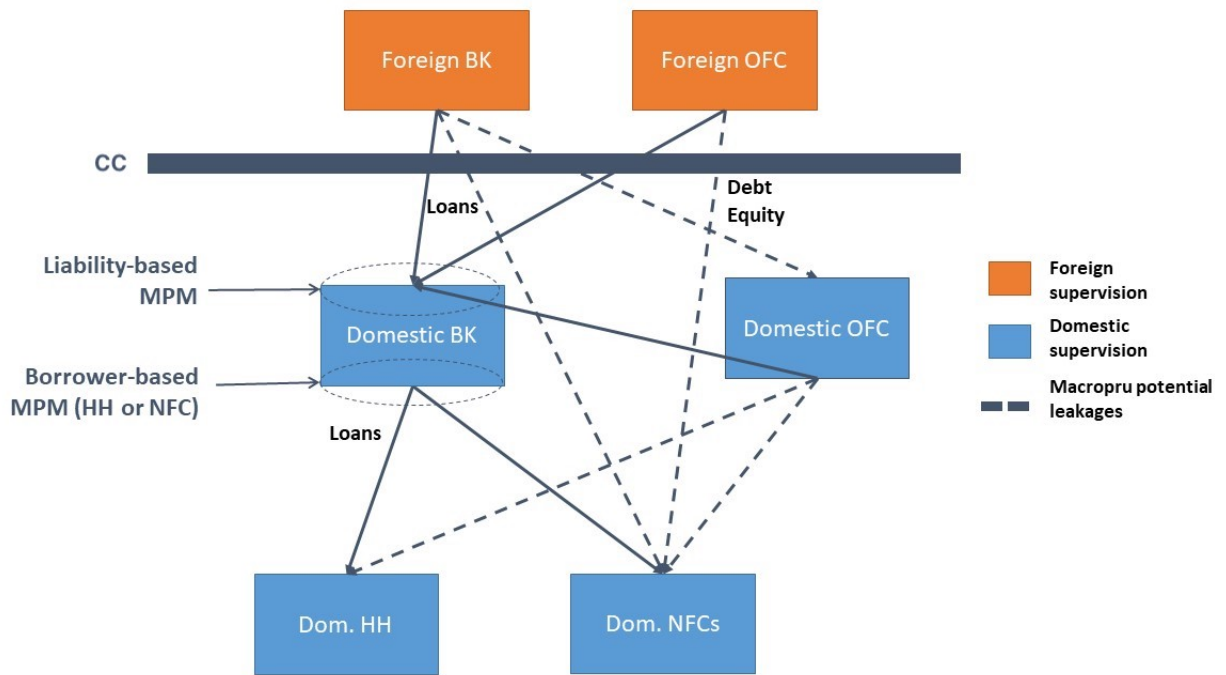 Foreign BK
Foreign OFC
CC
Loans
Debt
Equity
Liability-based
MPM
Domestic BK
Domestic OFC
Foreign
supervision
Domestic
supervision
Borrower-based
MPM (HH or NFC)
Macropru potential
leakages
Loans
Dom. HH
Dom. NFCs